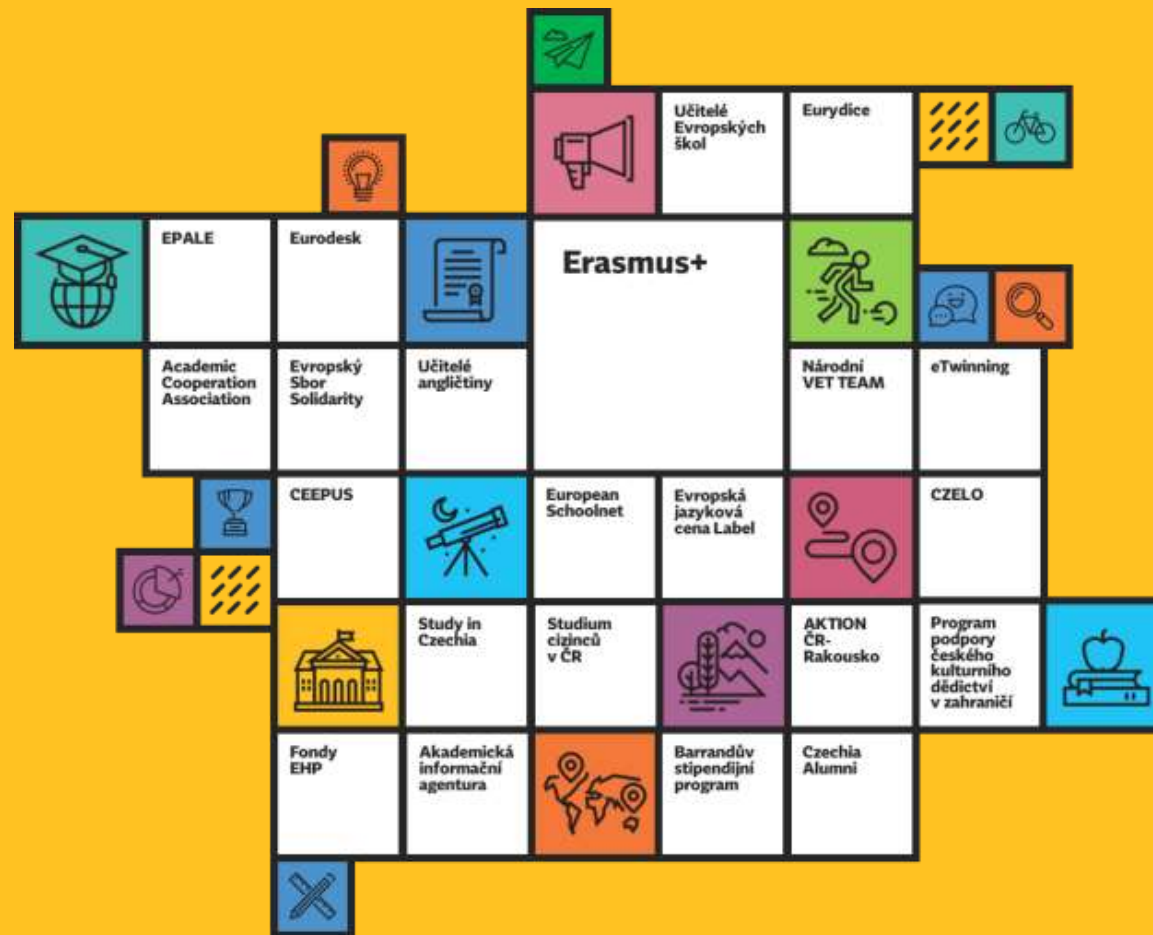 Učitelé
Evropských
škol
Eurydice
EPALE
Eurodesk
Erasmus+
Academic
Cooperation
Association
Evropský
Sbor
Solidarity
Učitelé
angličtiny
Národní
VET TEAM
eTwinning
CEEPUS
European
Schoolnet
Evropská
jazyková
cena Label
CZELO
Study in
Czechia
Studium
cizinců
v ČR
AKTION
ČR-
Rakousko
Program
podpory
českého
kulturního
dědictví
v zahraničí
Fondy
EHP
Akademická
informační
agentura
Barrandův
stipendijní
program
Czechia
Alumni